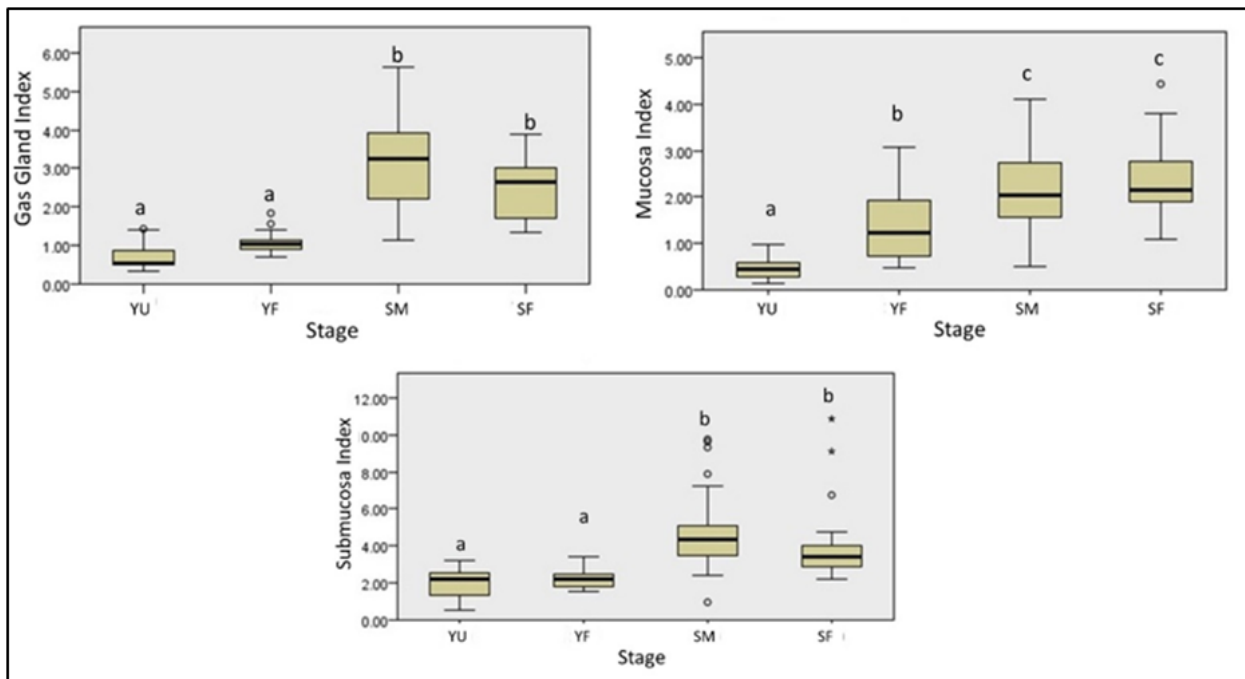 Gas Gland Index
6.00
5.00
4.00
3.00
2.00
1.00
0.00
a
a
b
b
YU
YF
SM
SF
Stage
Mucosa Index
5.00
4.00
3.00
2.00
1.00
0.00
a
b
c
c
YU
YF
SM
SF
Stage
Submucosa Index
12.00
0.00
8.00
6.00
4.00
2.00
0.00
a
a
b
b
YU
YF
SM
SF
Stage